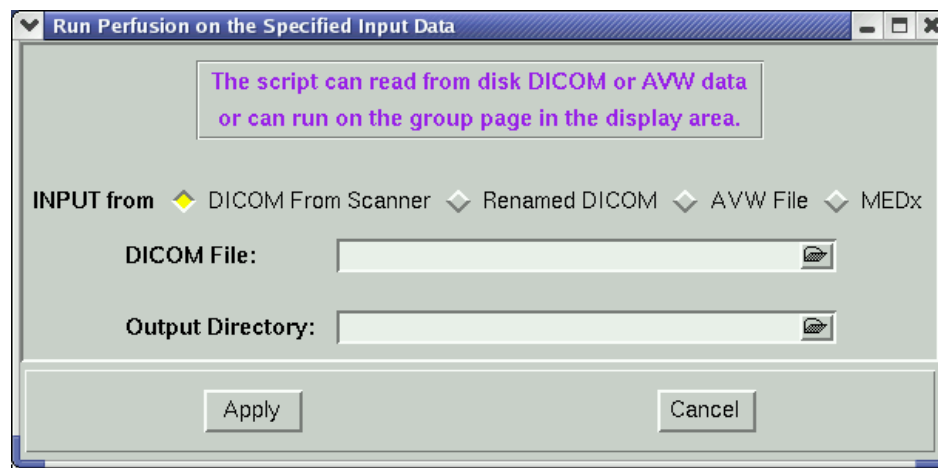 Run Perfusion on the Specified Input Data
The script can read from disk DICOM or AVW data
or can run on the group page in the display area.
INPUT from DICOM From Scanner Renamed DICOM AVW File MEDx
DICOM File:
Output Directory:
Apply Cancel